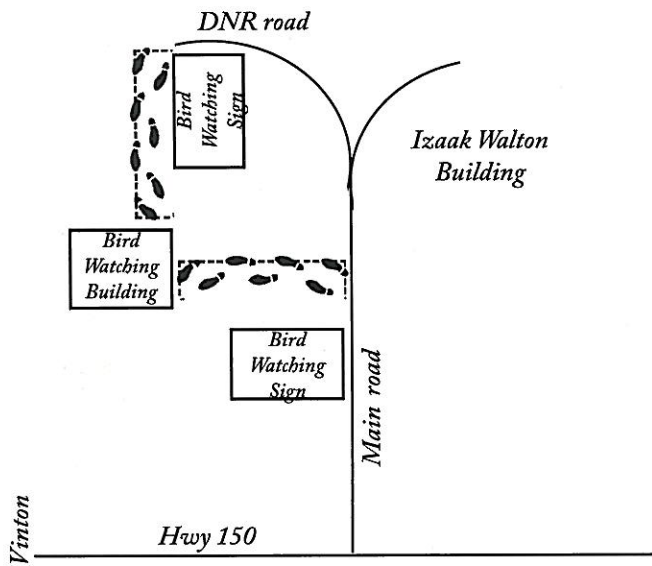 DNR road
Bird
Watching
Sign
Izaak Walton
Building
Bird
Watching
Building
Bird
Watching
Sign
Main road
Vinton
Hwy 150